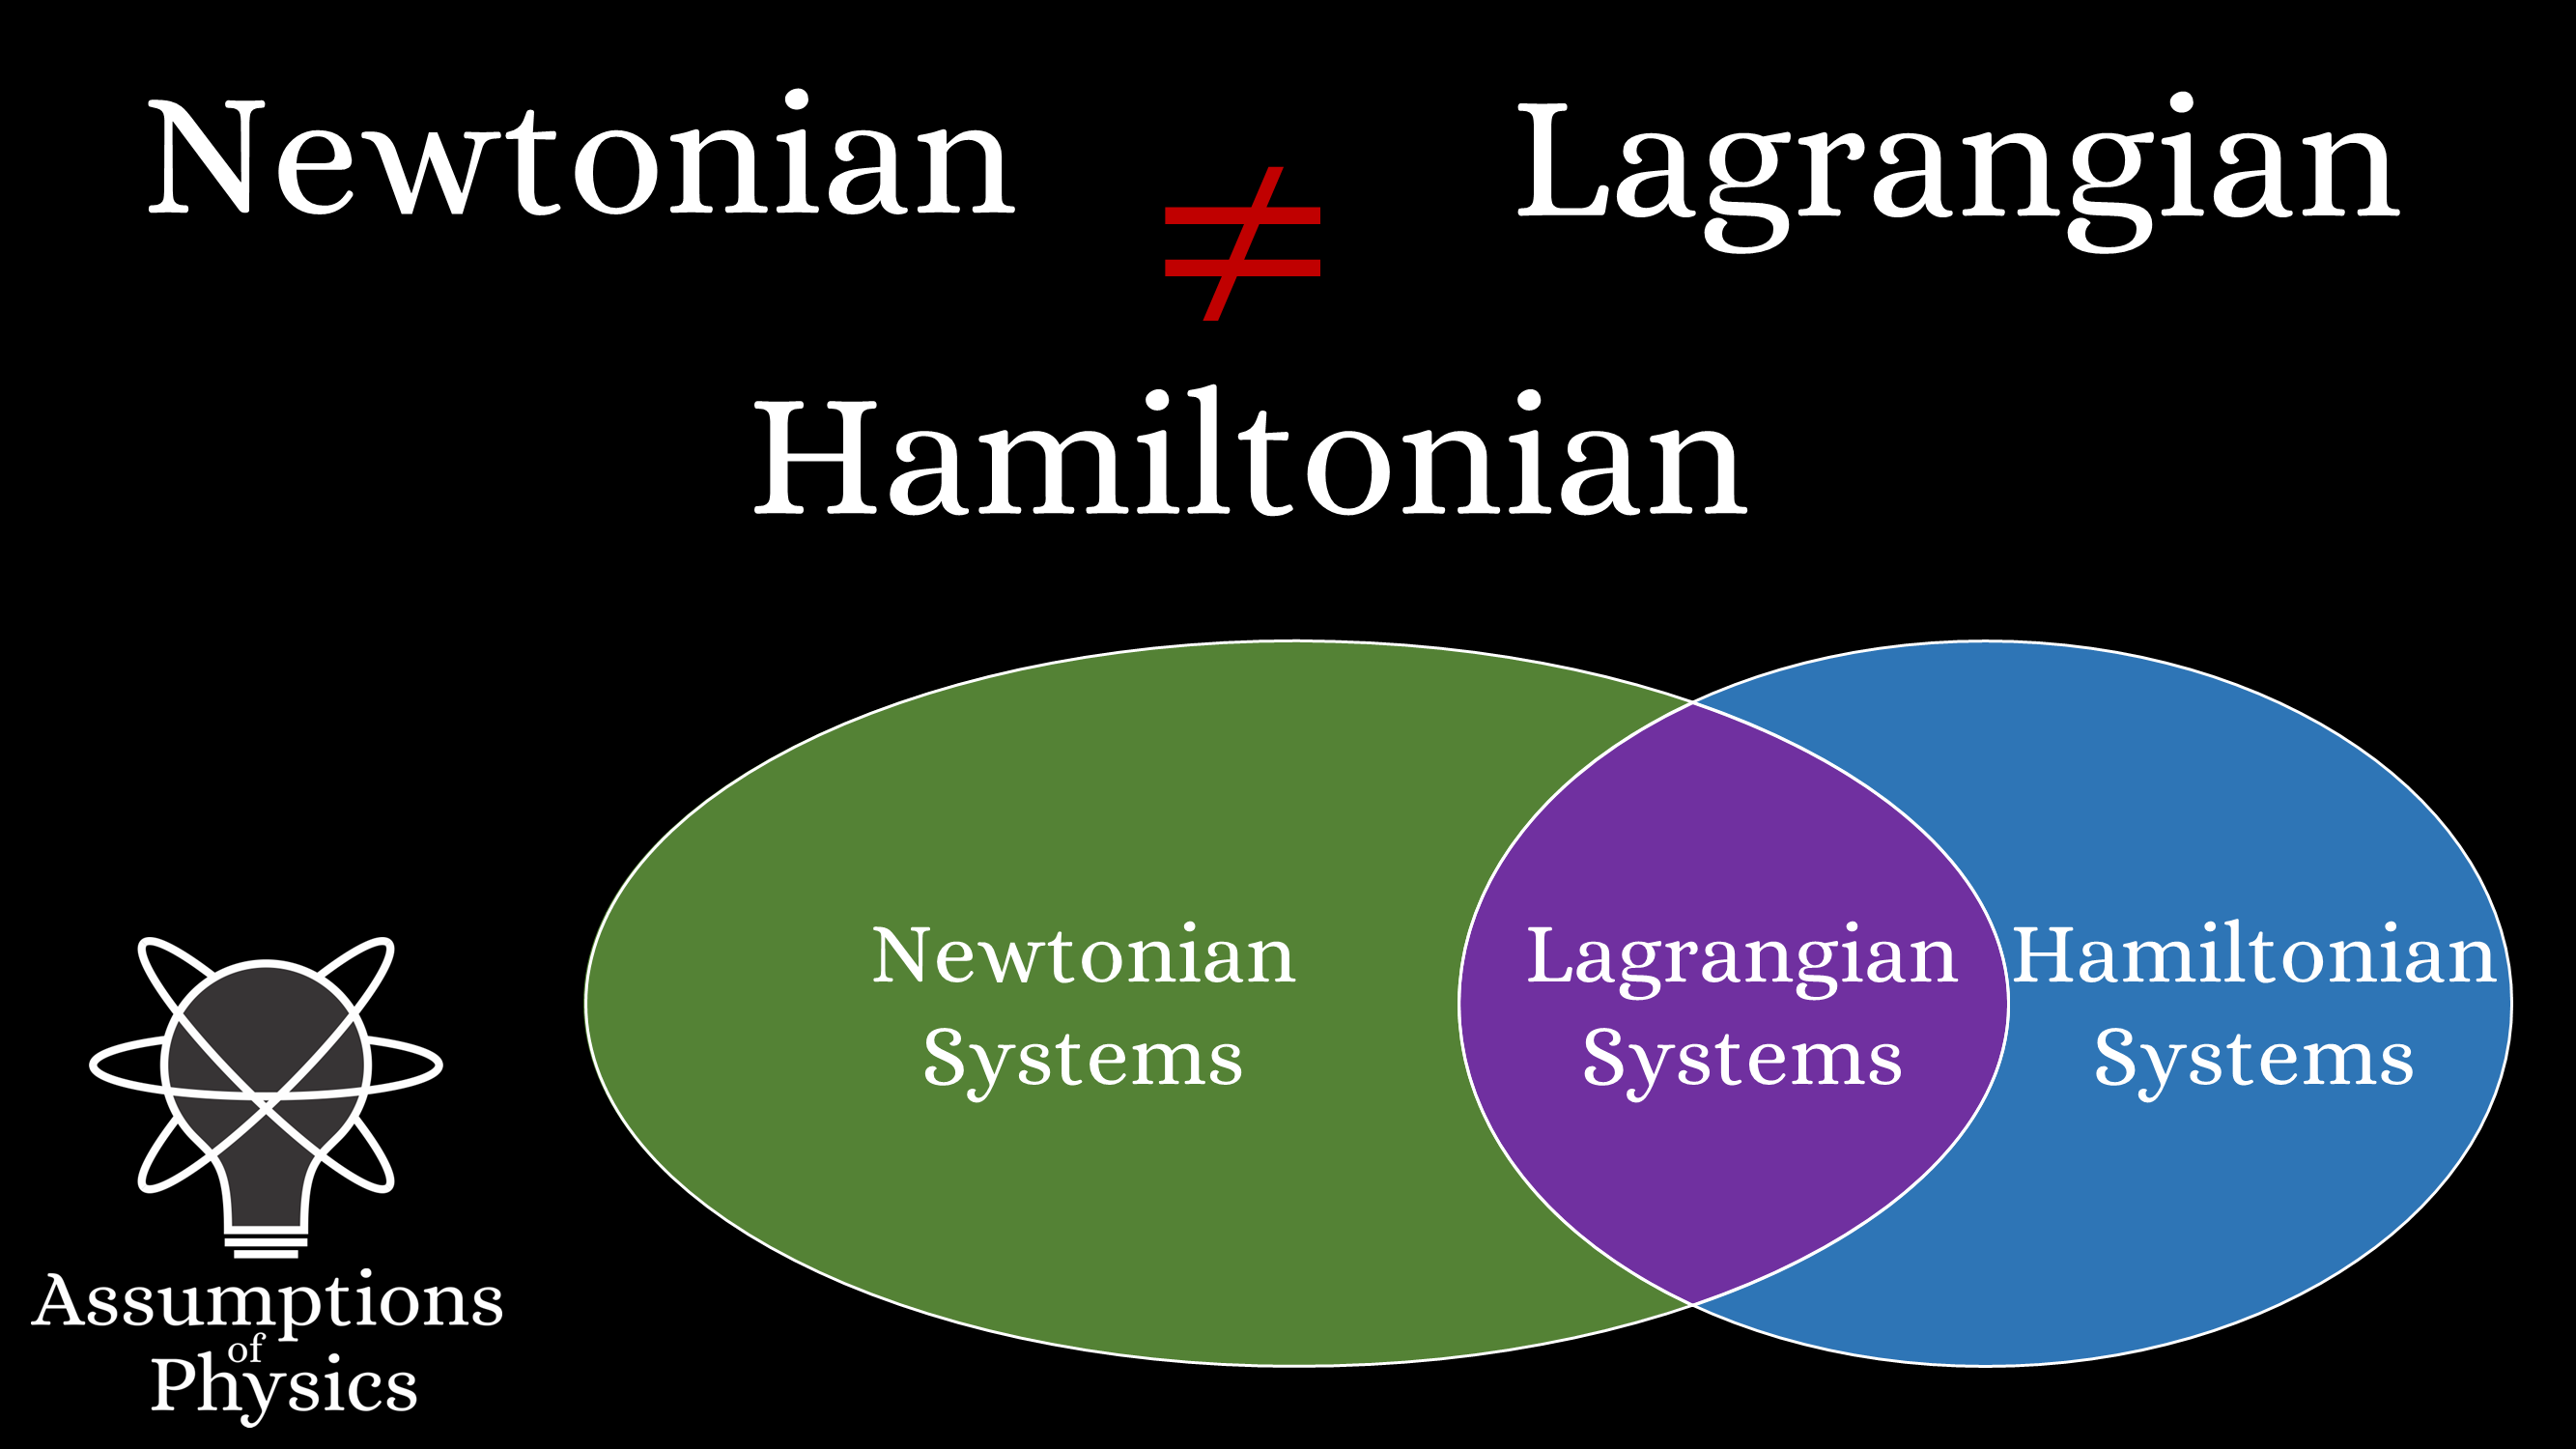 Newtonian ≠ Lagrangian
Hamiltonian
Newtonian Systems
Lagrangian Systems
Hamiltonian Systems
Assumptions
of
Physics